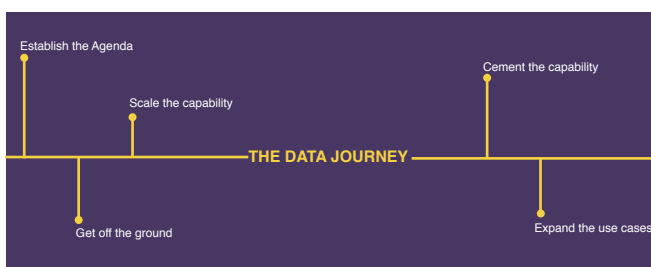 Establish the Agenda
Cement the capability
Scale the capability
THE DATA JOURNEY
Get off the ground
Expand the use cases